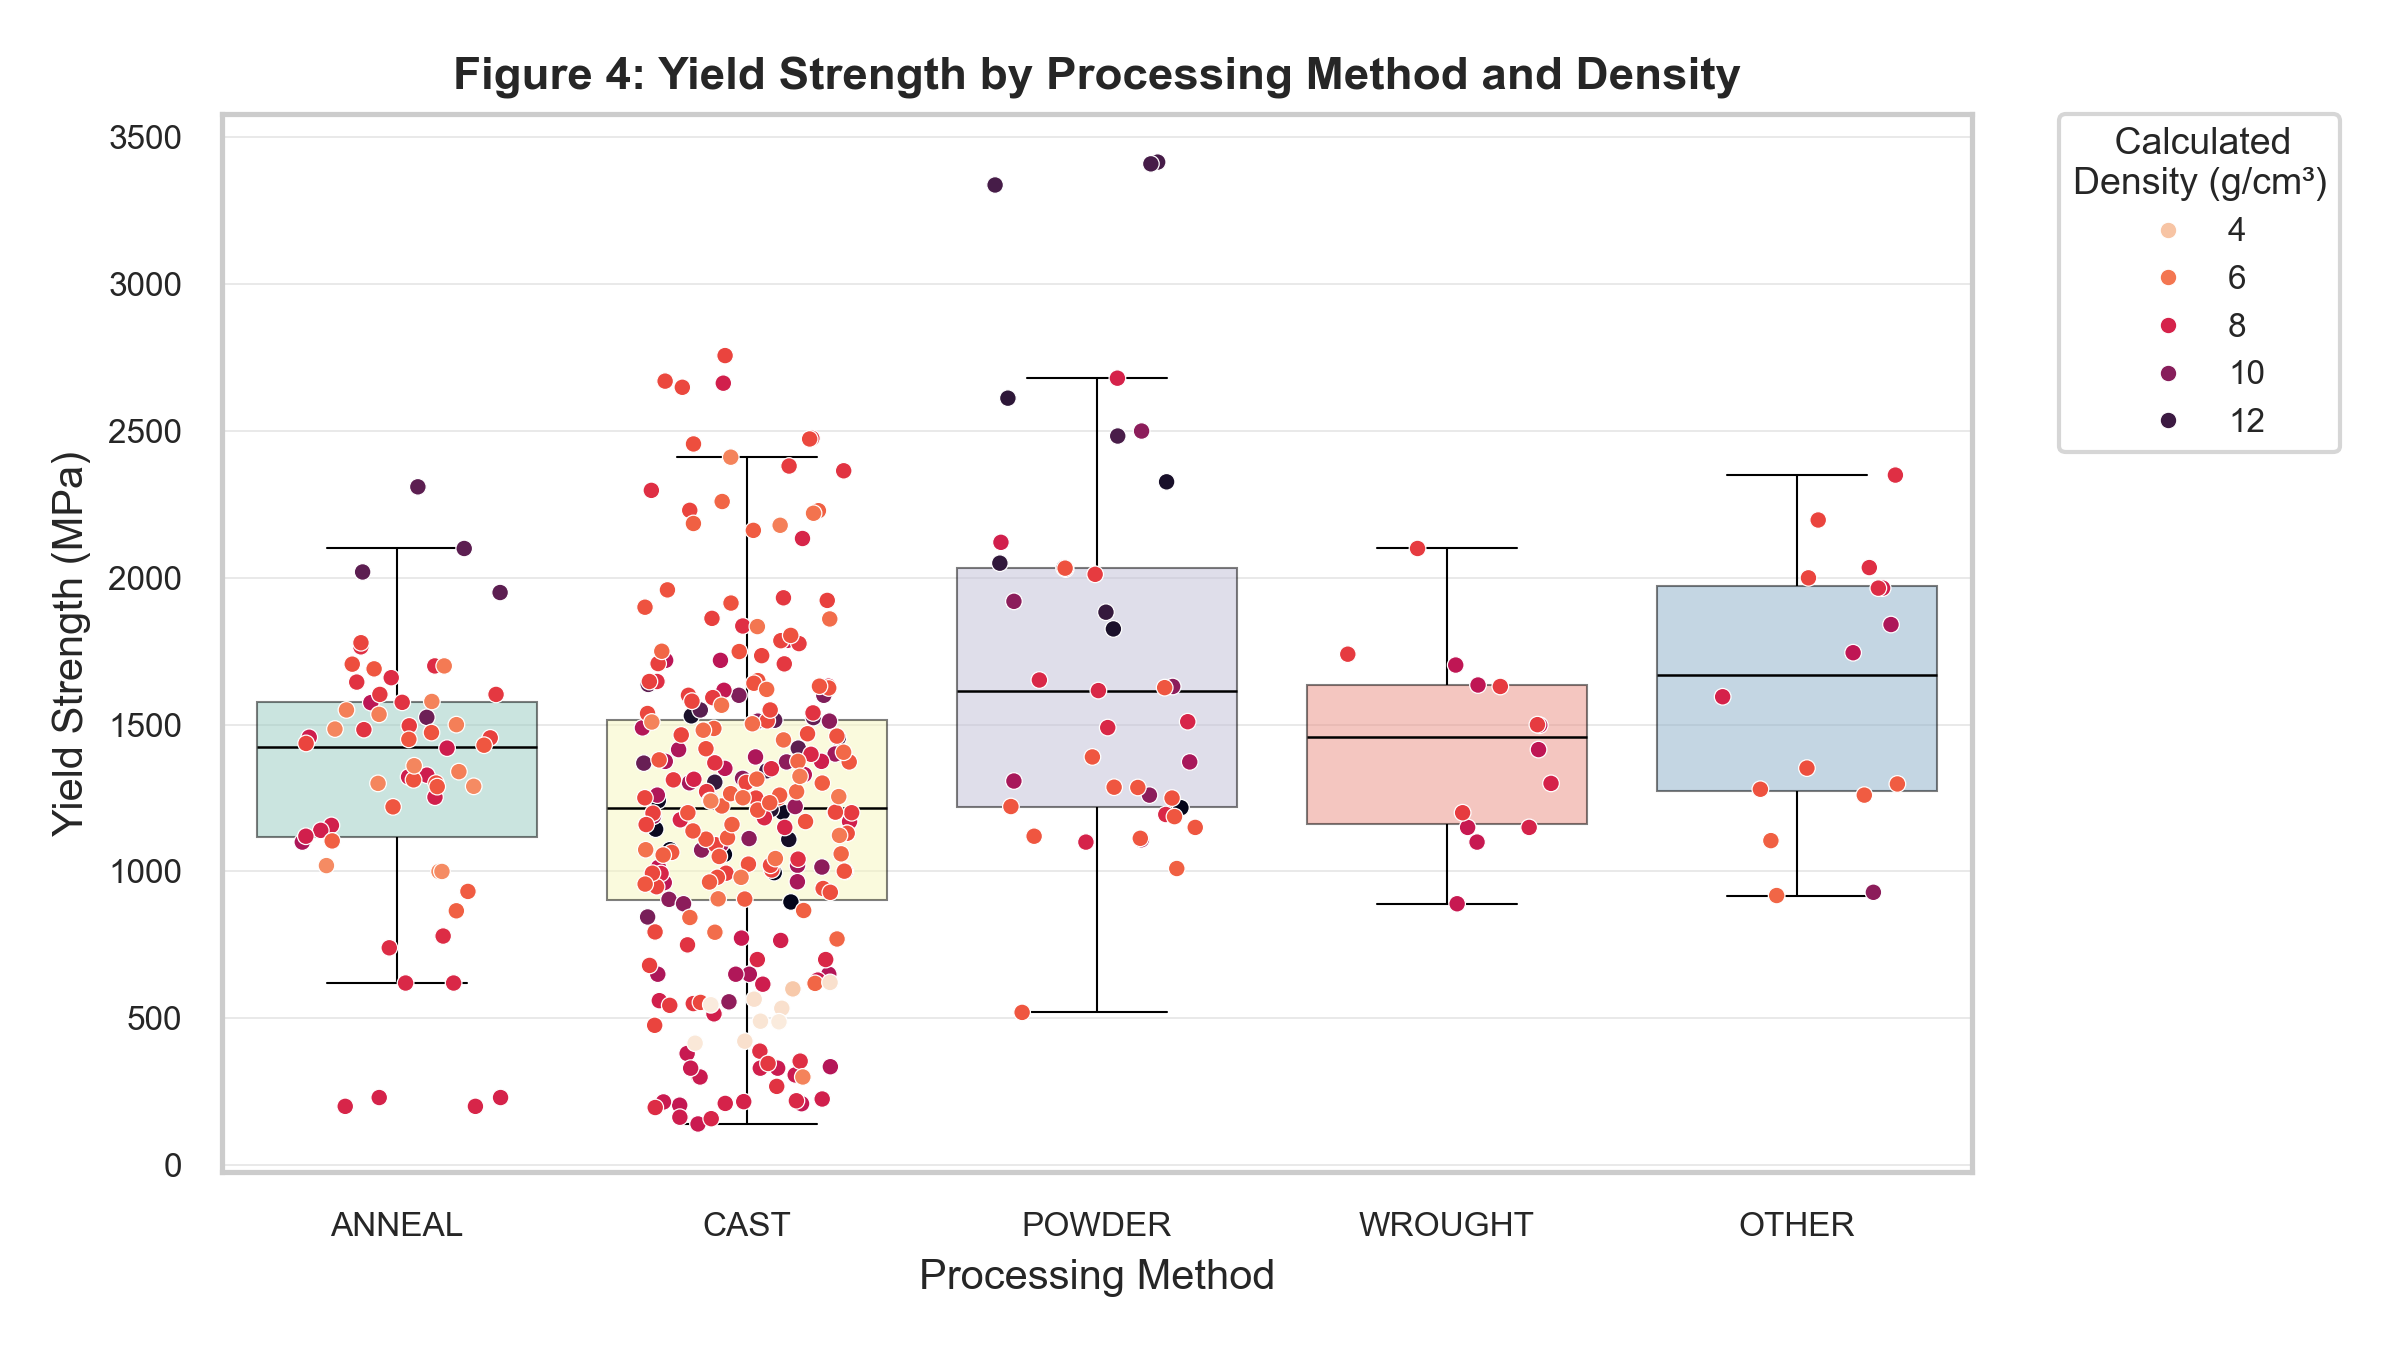 Figure 4: Yield Strength by Processing Method and Density
Yield Strength (MPa)
3500
3000
2500
2000
1500
1000
500
0
ANNEAL
CAST
POWDER
WROUGHT
OTHER
Processing Method
Calculated
Density (g/cm³)
4
6
8
10
12